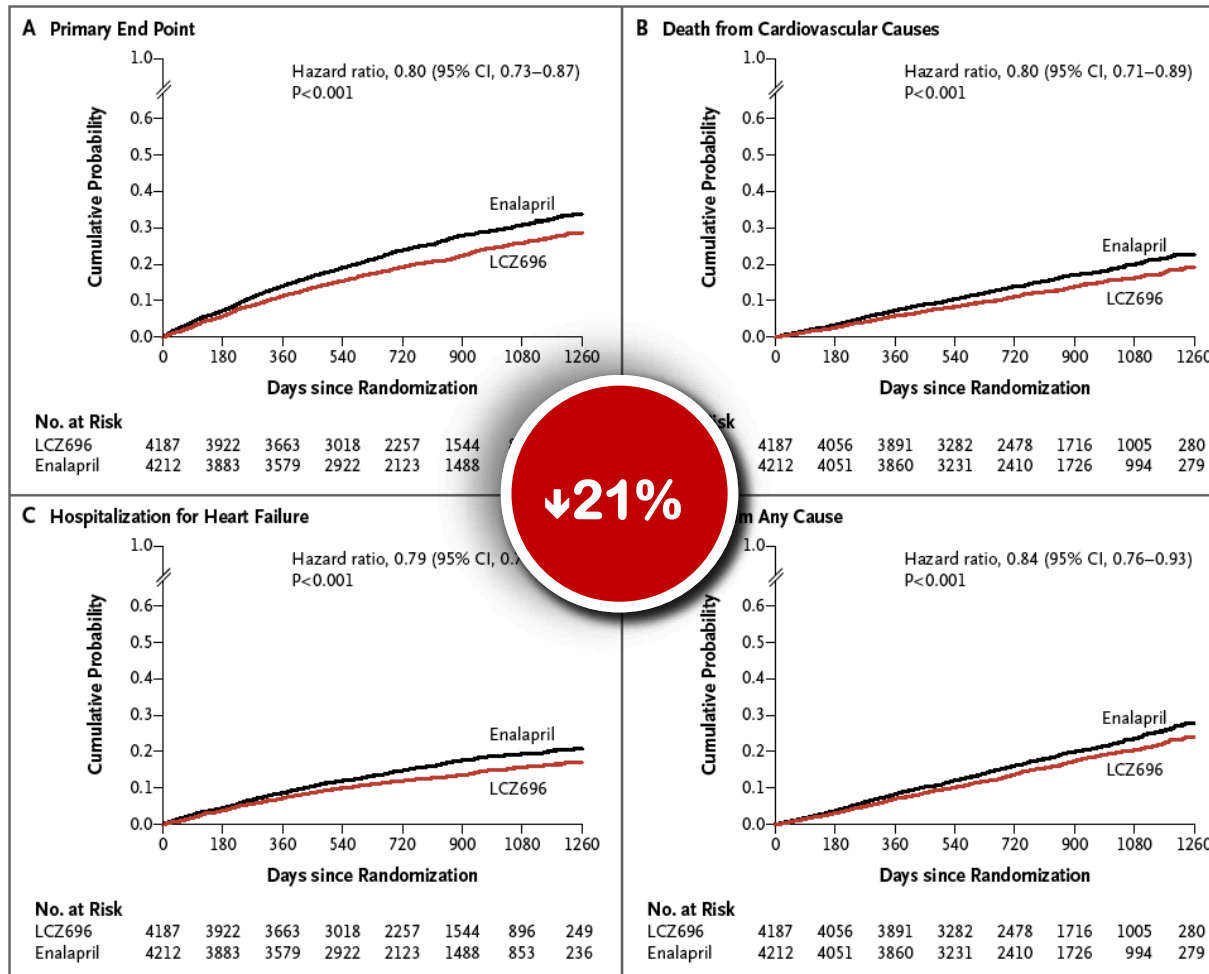 A Primary End Point
1.0
0.6
0.5
0.4
0.3
0.2
0.1
0.0
Cumulative Probability
Hazard ratio, 0.80 (95% CI, 0.73–0.87)
P<0.001
Enalapril
LCZ696
0 180 360 540 720 900 1080 1260
Days since Randomization
No. at Risk
LCZ696 4187 3922 3663 3018 2257 1544
Enalapril 4212 3883 3579 2922 2123 1488
B Death from Cardiovascular Causes
1.0
0.6
0.5
0.4
0.3
0.2
0.1
0.0
Cumulative Probability
Hazard ratio, 0.80 (95% CI, 0.71–0.89)
P<0.001
Enalapril
LCZ696
0 180 360 540 720 900 1080 1260
Days since Randomization
4187 4056 3891 3282 2478 1716 1005 280
4212 4051 3860 3231 2410 1726 994 279
↓21%
C Hospitalization for Heart Failure
1.0
0.6
0.5
0.4
0.3
0.2
0.1
0.0
Cumulative Probability
Hazard ratio, 0.79 (95% CI,
P<0.001
Enalapril
LCZ696
0 180 360 540 720 900 1080 1260
Days since Randomization
No. at Risk
LCZ696 4187 3922 3663 3018 2257 1544 896 249
Enalapril 4212 3883 3579 2922 2123 1488 853 236
Any Cause
1.0
0.6
0.5
0.4
0.3
0.2
0.1
0.0
Cumulative Probability
Hazard ratio, 0.84 (95% CI, 0.76–0.93)
P<0.001
Enalapril
LCZ696
0 180 360 540 720 900 1080 1260
Days since Randomization
No. at Risk
LCZ696 4187 4056 3891 3282 2478 1716 1005 280
Enalapril 4212 4051 3860 3231 2410 1726 994 279